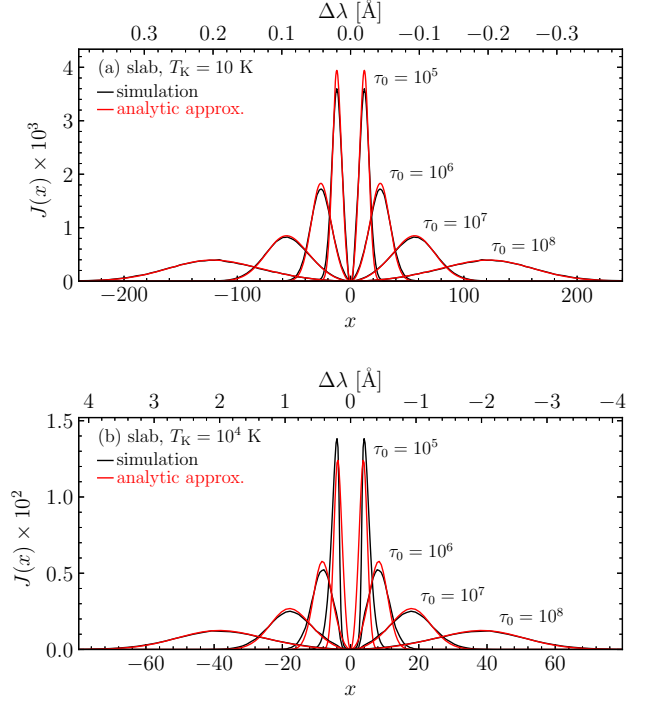 Δλ [Å]
0.3 0.2 0.1 0.0 −0.1 −0.2 −0.3
(a) slab, T_K = 10 K
simulation
analytic approx.
τ₀ = 10⁵
τ₀ = 10⁶
τ₀ = 10⁷
τ₀ = 10⁸
J(x) × 10³
4
3
2
1
0
−200 −100 0 100 200
x
Δλ [Å]
4 3 2 1 0 −1 −2 −3 −4
(b) slab, T_K = 10⁴ K
simulation
analytic approx.
τ₀ = 10⁵
τ₀ = 10⁶
τ₀ = 10⁷
τ₀ = 10⁸
J(x) × 10²
1.5
1.0
0.5
0.0
−60 −40 −20 0 20 40 60
x